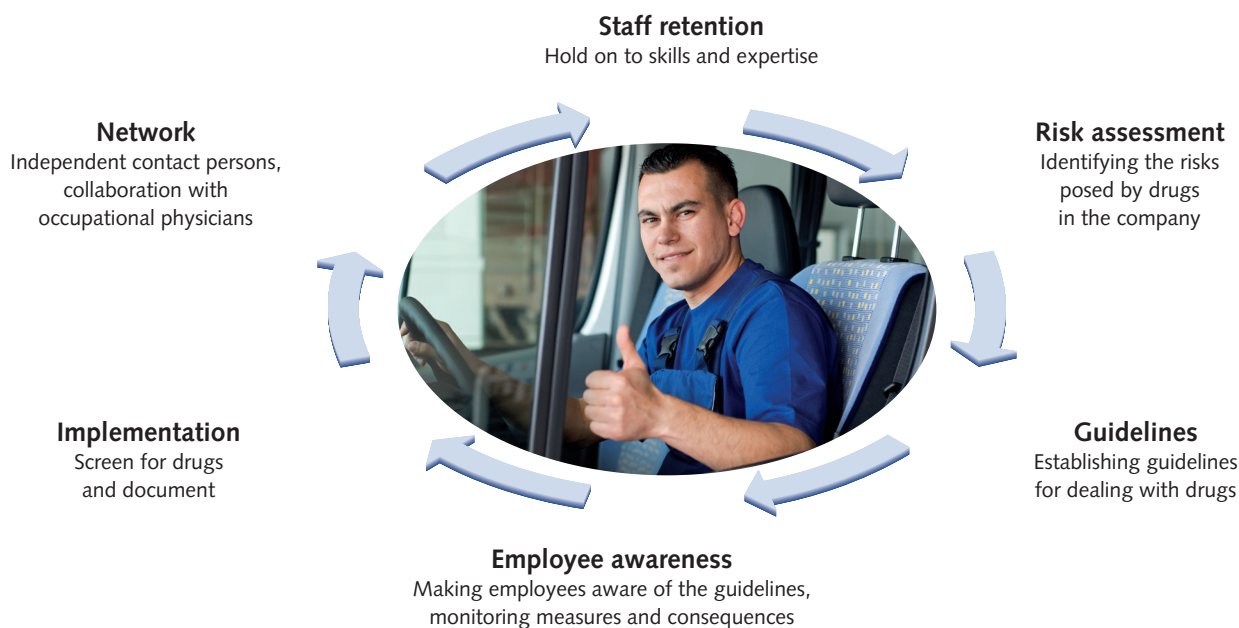 Staff retention
Hold on to skills and expertise
Risk assessment
Identifying the risks
posed by drugs
in the company
Guidelines
Establishing guidelines
for dealing with drugs
Employee awareness
Making employees aware of the guidelines,
monitoring measures and consequences
Implementation
Screen for drugs
and document
Network
Independent contact persons,
collaboration with
occupational physicians